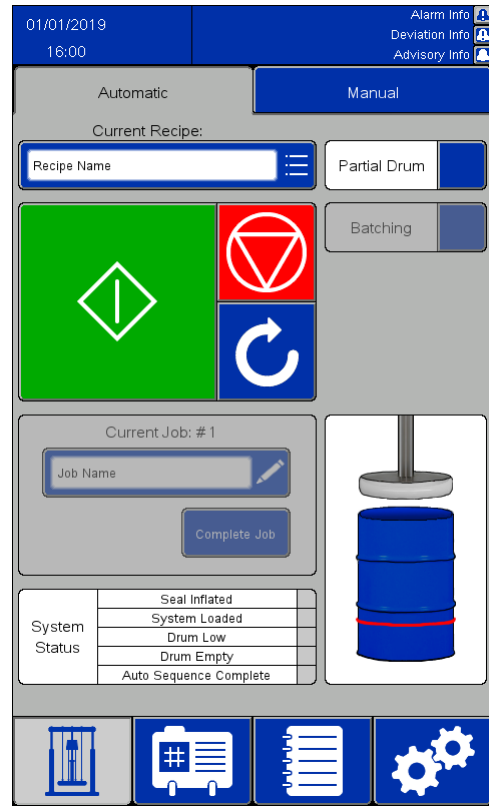 01/01/2019
16:00
Alarm Info
Deviation Info
Advisory Info
Automatic
Manual
Current Recipe:
Recipe Name
Partial Drum
Batching
Current Job: # 1
Job Name
Complete Job
System Status
Seal Inflated
System Loaded
Drum Low
Drum Empty
Auto Sequence Complete
#